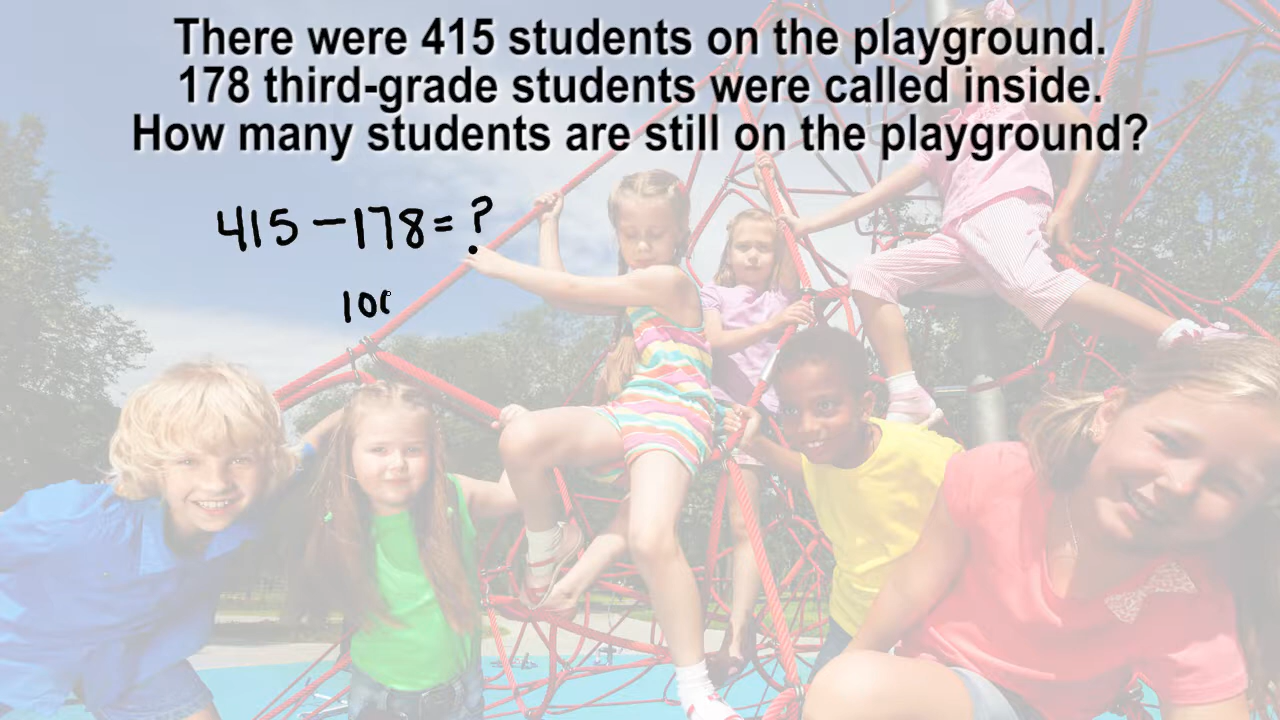 There were 415 students on the playground.
178 third-grade students were called inside.
How many students are still on the playground?
415 - 178 = ?